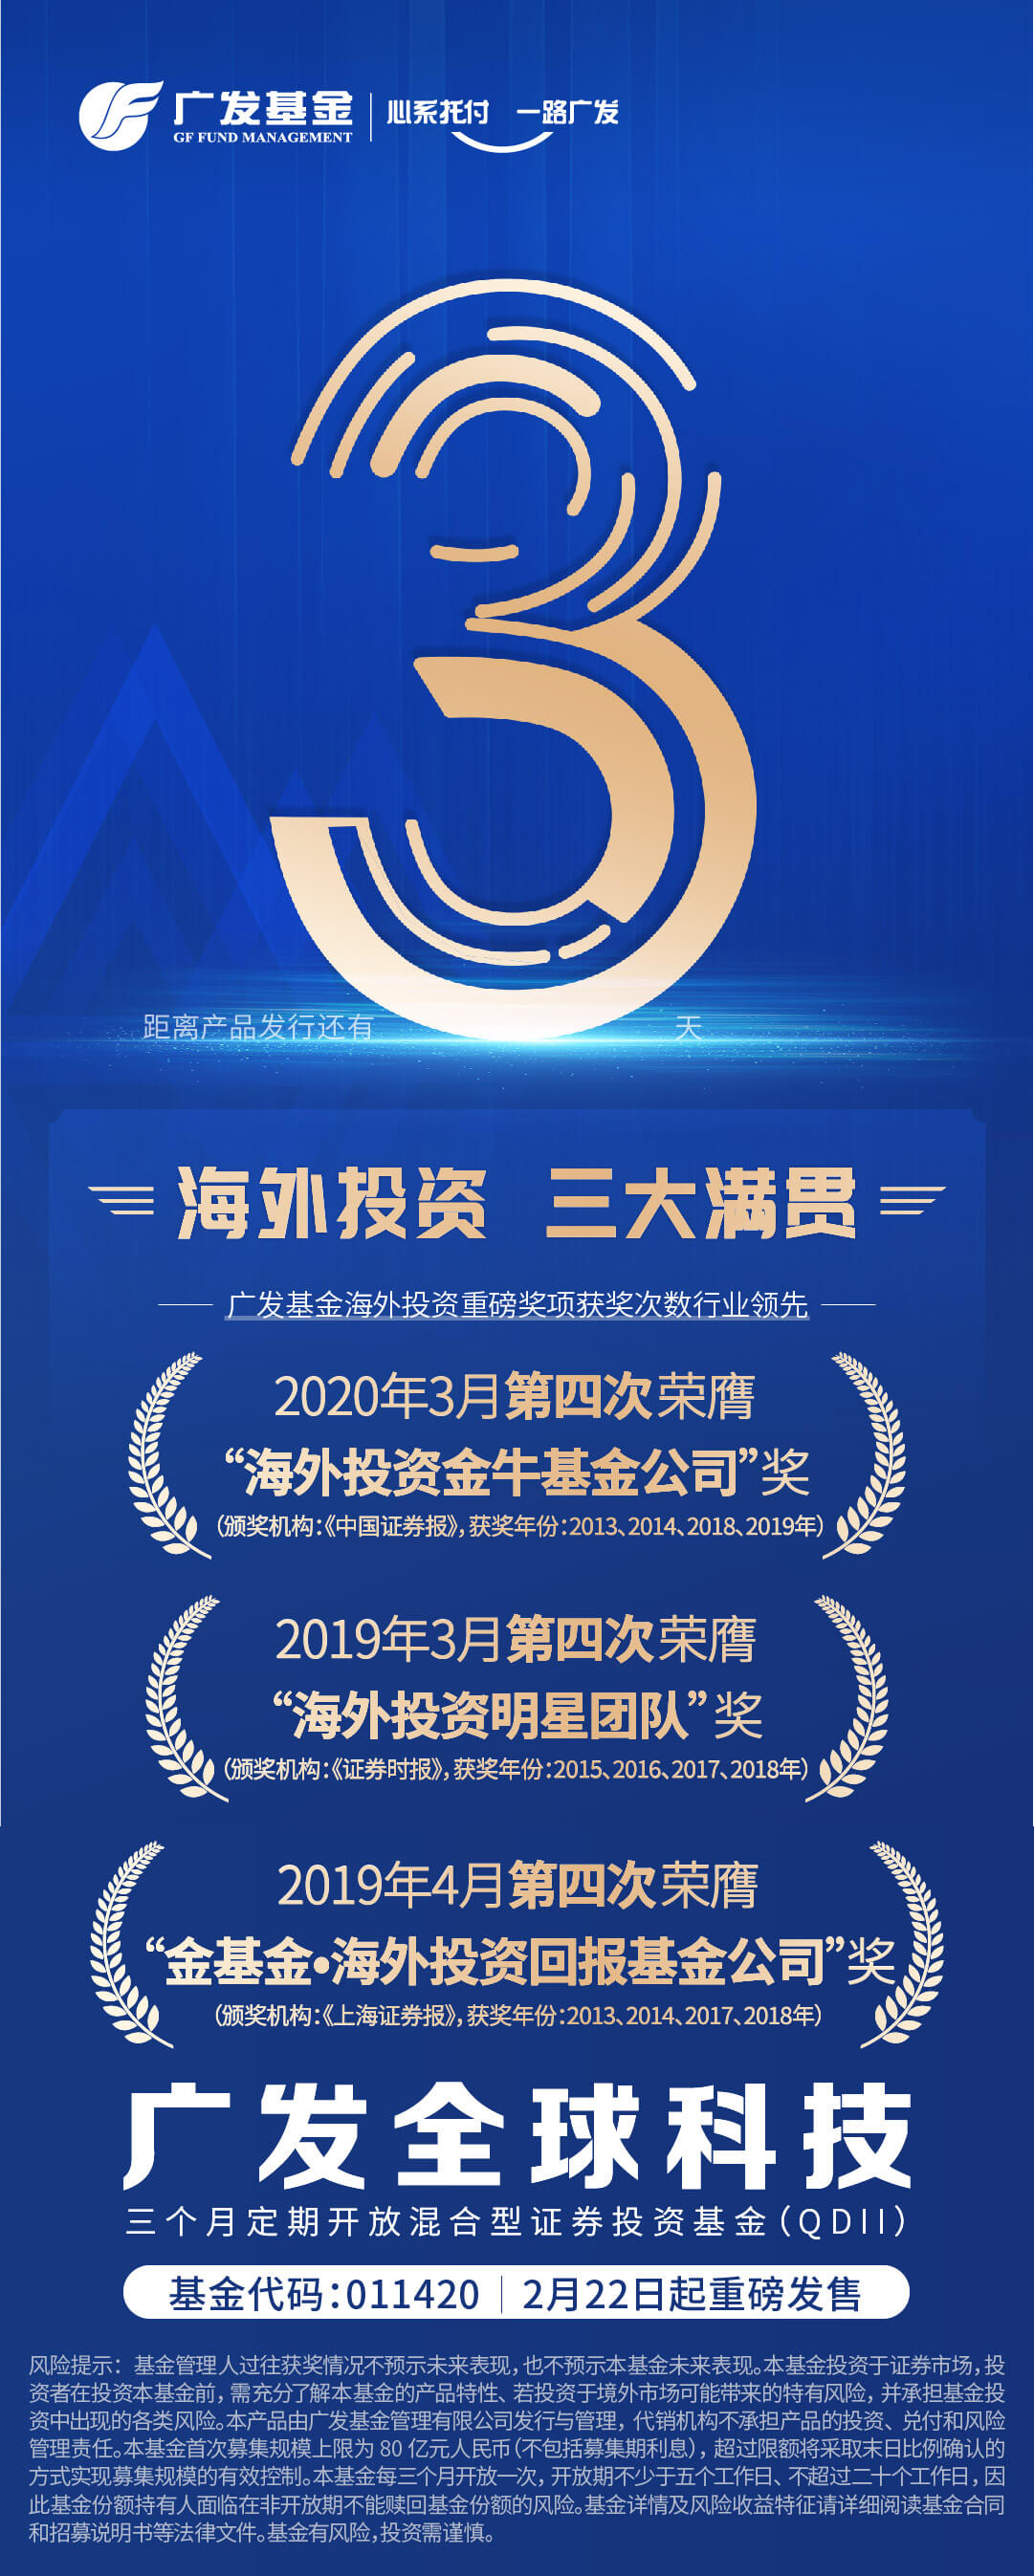 广发基金
GF FUND MANAGEMENT
心系托付 一路广发
3
距离产品发行还有 天
海外投资 三大满贯
广发基金海外投资重磅奖项获奖次数行业领先
2020年3月第四次荣膺
“海外投资金牛基金公司”奖
(颁奖机构：《中国证券报》，获奖年份：2013、2014、2018、2019年)
2019年3月第四次荣膺
“海外投资明星团队”奖
(颁奖机构：《证券时报》，获奖年份：2015、2016、2017、2018年)
2019年4月第四次荣膺
“金基金•海外投资回报基金公司”奖
(颁奖机构：《上海证券报》，获奖年份：2013、2014、2017、2018年)
广发全球科技
三个月定期开放混合型证券投资基金（QDII）
基金代码：011420 | 2月22日起重磅发售
风险提示：基金管理人过往获奖情况不预示未来表现，也不预示本基金未来表现。本基金投资于证券市场，投
资者在投资本基金前，需充分了解本基金的产品特性、若投资于境外市场可能带来的特有风险，并承担基金投
资中出现的各类风险。本产品由广发基金管理有限公司发行与管理，代销机构不承担产品的投资、兑付和风险
管理责任。本基金首次募集规模上限为 80 亿元人民币（不包括募集期利息），超过限额将采取末日比例确认的
方式实现募集规模的有效控制。本基金每三个月开放一次，开放期不少于五个工作日、不超过二十个工作日，因
此基金份额持有人面临在非开放期不能赎回基金份额的风险。基金详情及风险收益特征请详细阅读基金合同
和招募说明书等法律文件。基金有风险，投资需谨慎。